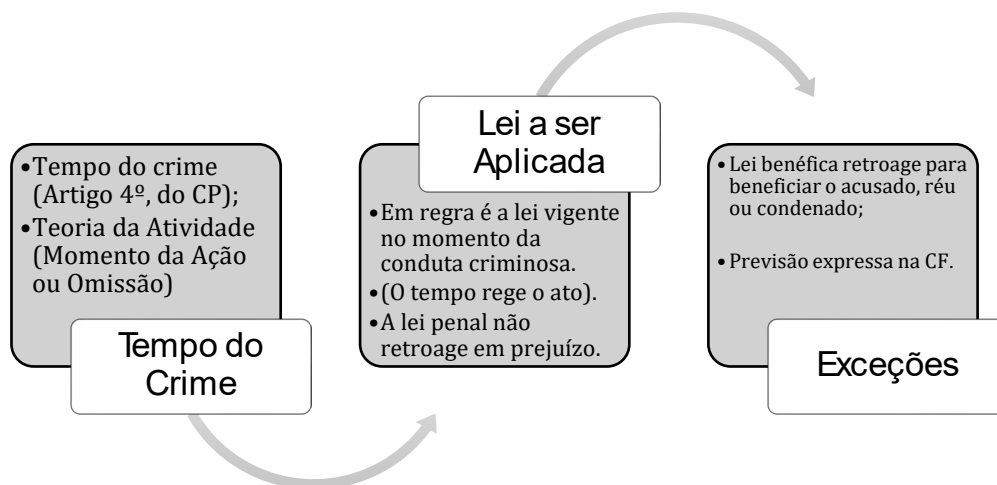 •Tempo do crime
(Artigo 4º, do CP);
•Teoria da Atividade
(Momento da Ação
ou Omissão)
Tempo do
Crime
Lei a ser
Aplicada
•Em regra é a lei vigente
no momento da
conduta criminosa.
•(O tempo rege o ato).
•A lei penal não
retroage em prejuízo.
•Lei benéfica retroage para
beneficiar o acusado, réu
ou condenado;
•Previsão expressa na CF.
Exceções